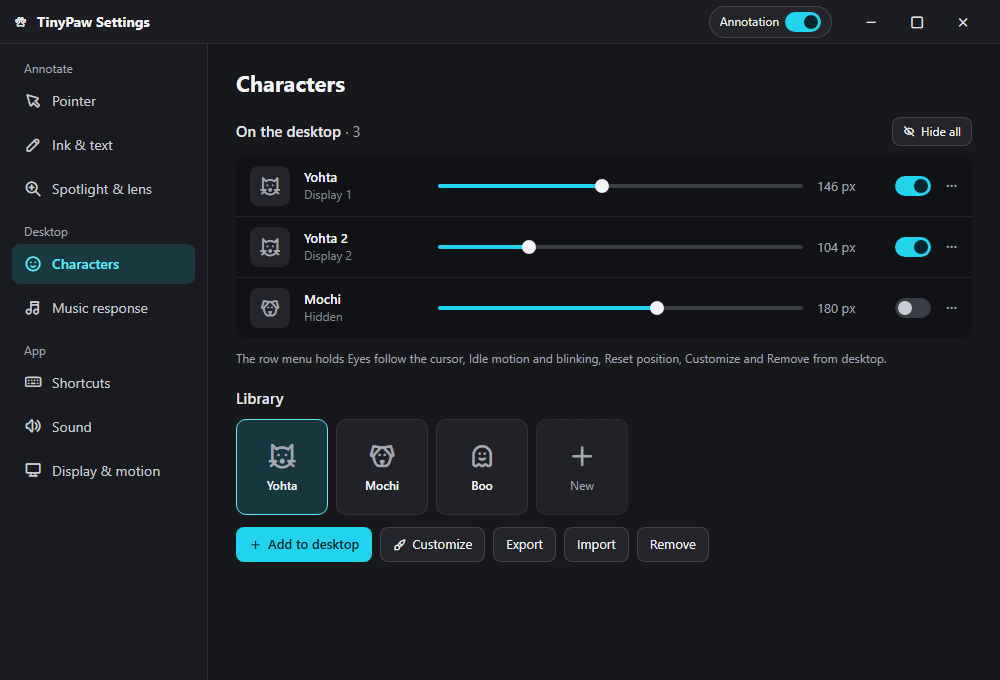 TinyPaw Settings
Annotation
Annotate
Pointer
Ink & text
Spotlight & lens
Desktop
Characters
Music response
App
Shortcuts
Sound
Display & motion
Characters
On the desktop · 3
Hide all
Yohta
Display 1
146 px
Yohta 2
Display 2
104 px
Mochi
Hidden
180 px
The row menu holds Eyes follow the cursor, Idle motion and blinking, Reset position, Customize and Remove from desktop.
Library
Yohta
Mochi
Boo
New
Add to desktop
Customize
Export
Import
Remove